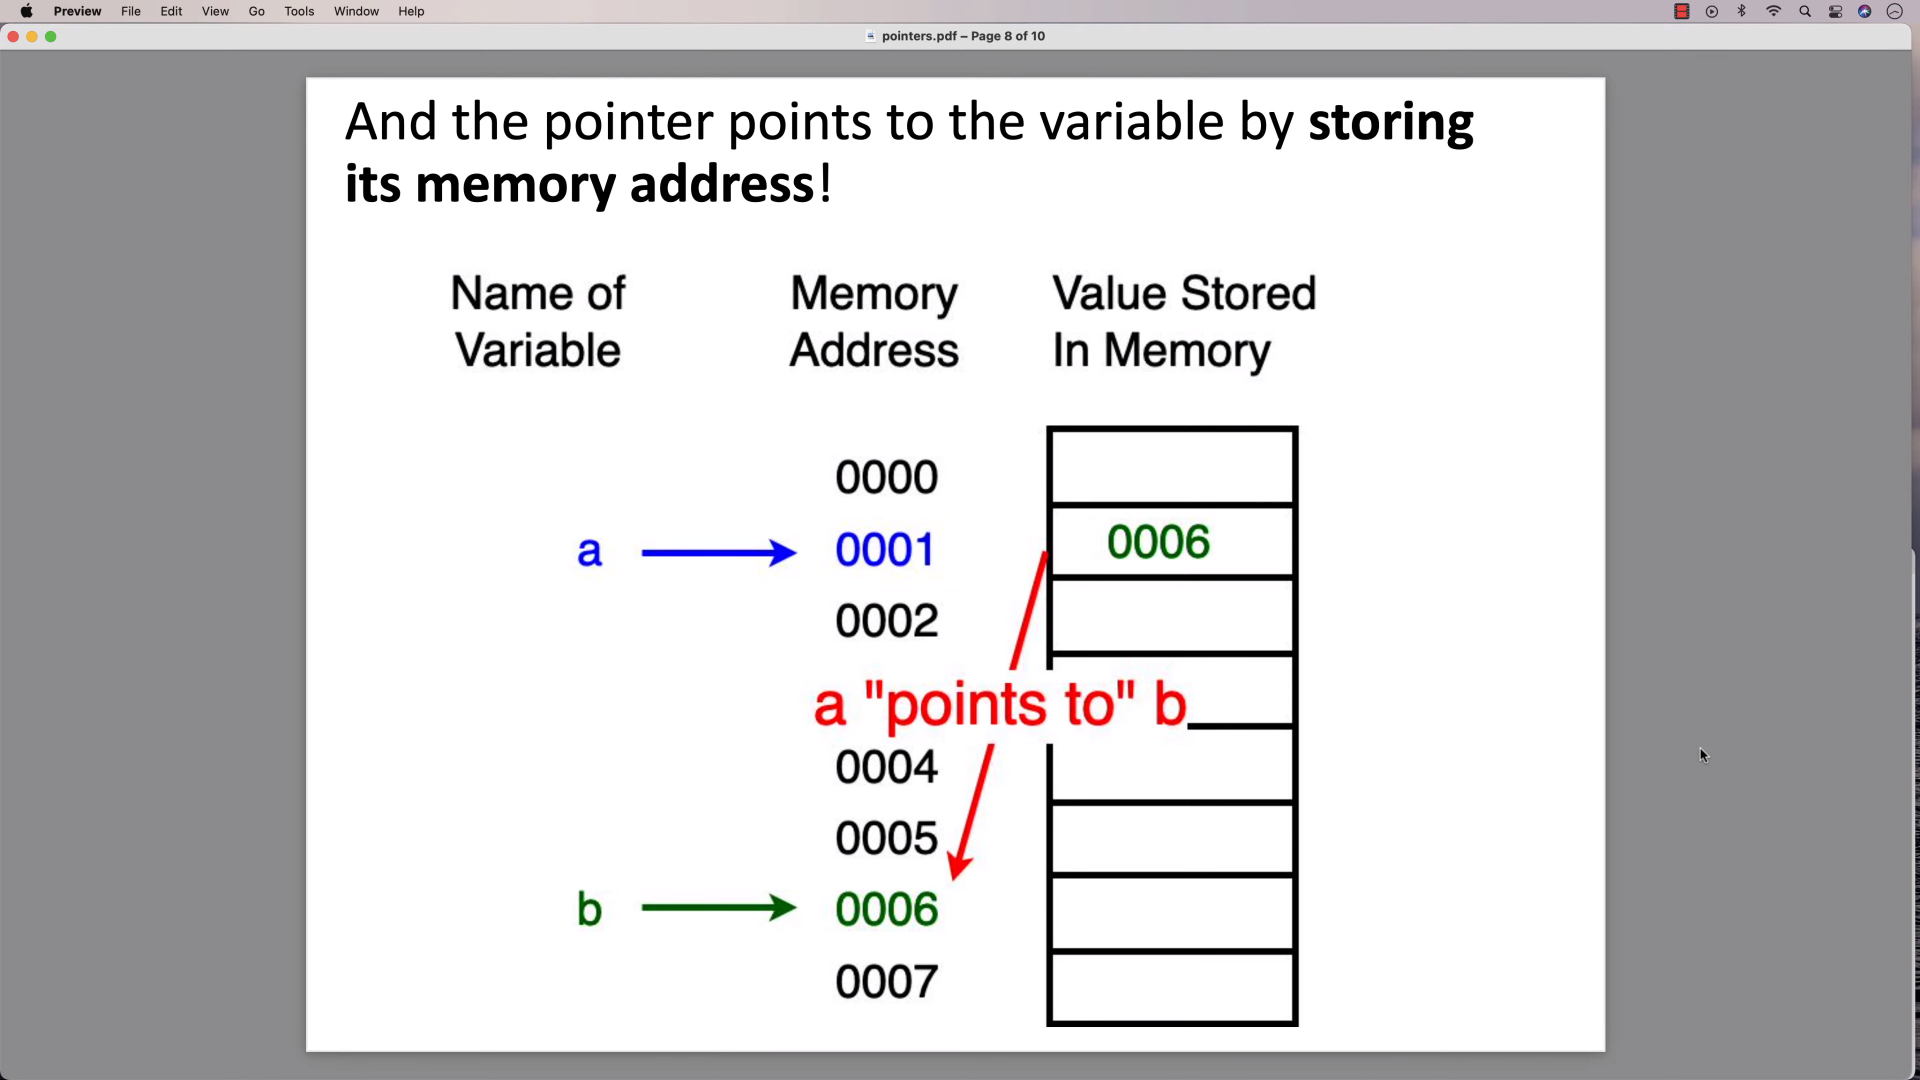 Preview File Edit View Go Tools Window Help
pointers.pdf – Page 8 of 10
And the pointer points to the variable by storing
its memory address!
Name of Variable
Memory Address
Value Stored In Memory
0000
a 0001 0006
0002
a "points to" b
0004
0005
b 0006
0007